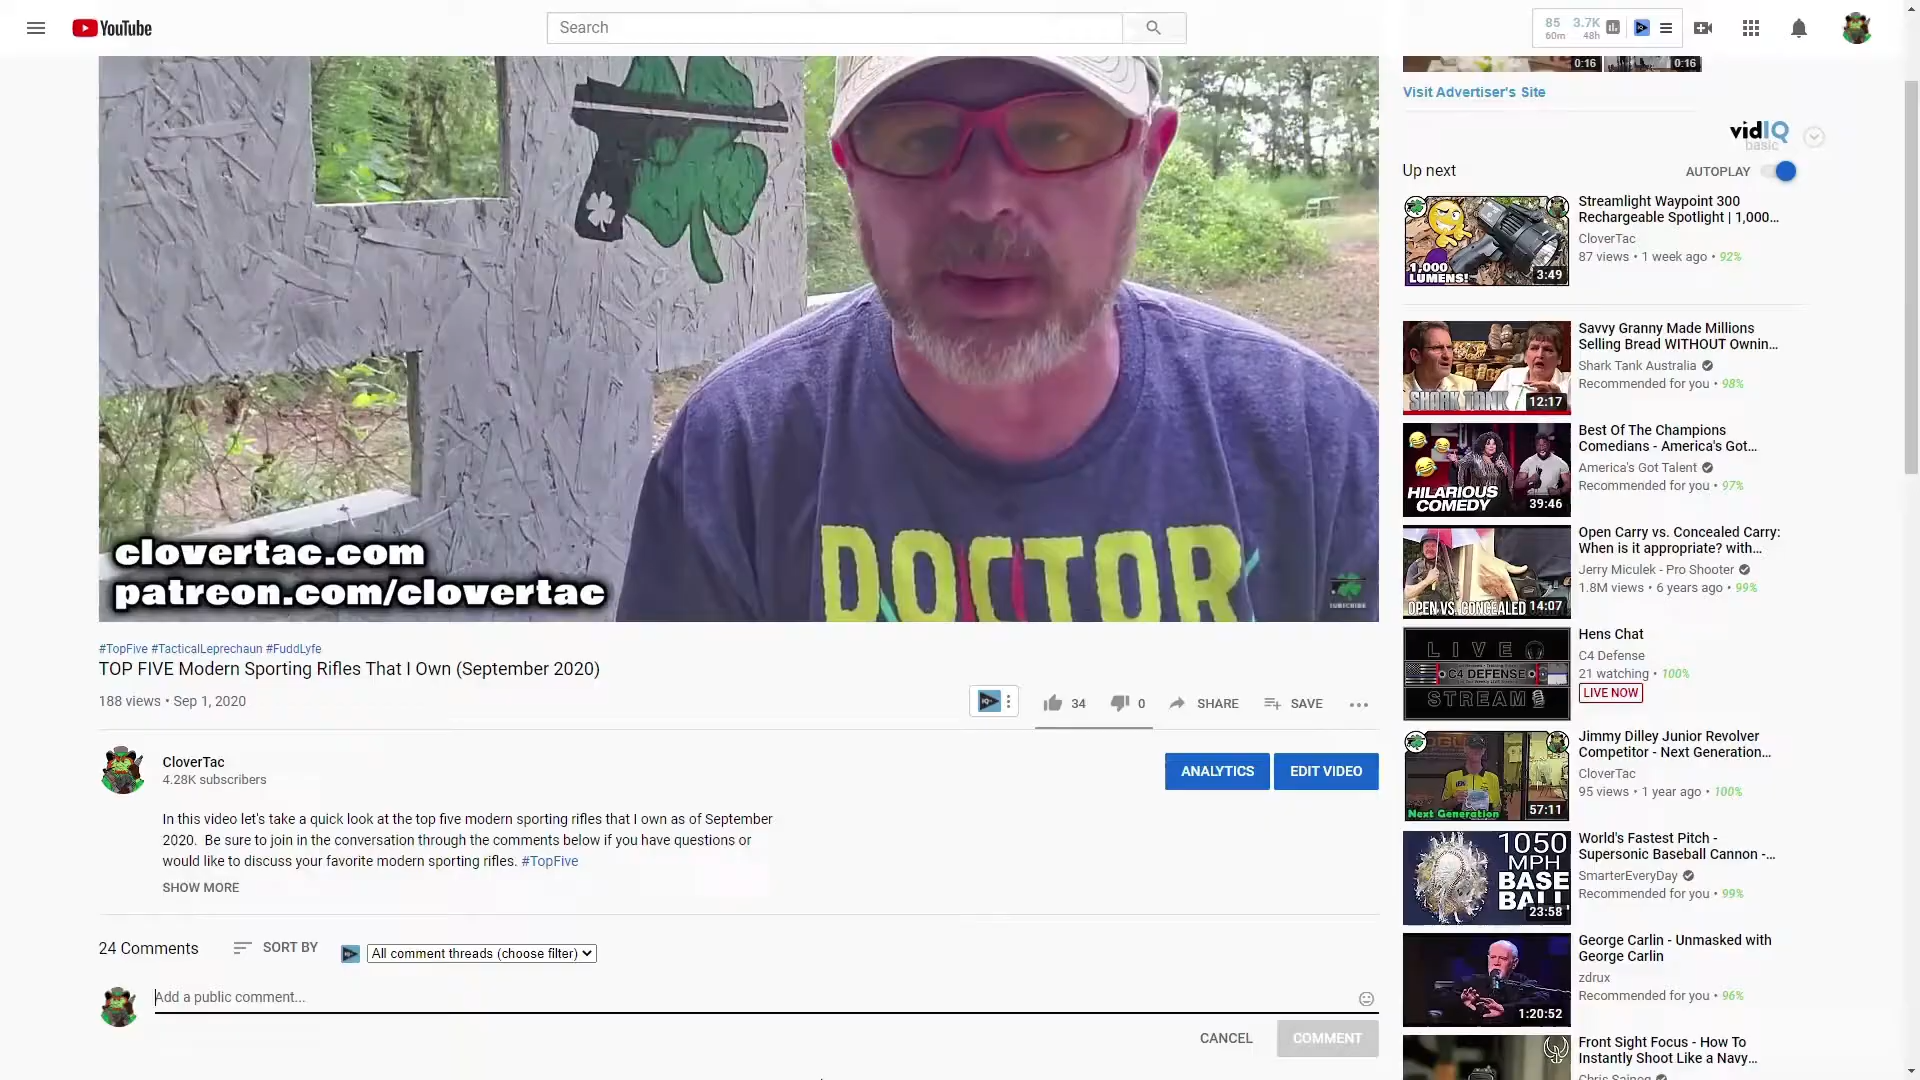 YouTube
Search
85
60m
3.7K
48h
0:16
0:16
Visit Advertiser's Site
vidIQ
basic
Up next
AUTOPLAY
1,000
LUMENS!
3:49
Streamlight Waypoint 300
Rechargeable Spotlight | 1,000...
CloverTac
87 views • 1 week ago • 92%
SHARK TANK
12:17
Savvy Granny Made Millions
Selling Bread WITHOUT Ownin...
Shark Tank Australia
Recommended for you • 98%
HILARIOUS
COMEDY
39:46
Best Of The Champions
Comedians - America's Got...
America's Got Talent
Recommended for you • 97%
OPEN VS. CONCEALED
14:07
Open Carry vs. Concealed Carry:
When is it appropriate? with...
Jerry Miculek - Pro Shooter
1.8M views • 6 years ago • 99%
LIVE
C4 DEFENSE
STREAM
Hens Chat
C4 Defense
21 watching • 100%
LIVE NOW
Next Generation
57:11
Jimmy Dilley Junior Revolver
Competitor - Next Generation...
CloverTac
95 views • 1 year ago • 100%
1050
MPH
BASE
BALL
23:58
World's Fastest Pitch -
Supersonic Baseball Cannon -...
SmarterEveryDay
Recommended for you • 99%
1:20:52
George Carlin - Unmasked with
George Carlin
zdrux
Recommended for you • 96%
Front Sight Focus - How To
Instantly Shoot Like a Navy...
Chris Sajnog
DOCTOR
clovertac.com
patreon.com/clovertac
SUBSCRIBE
#TopFive #TacticalLeprechaun #FuddLyfe
TOP FIVE Modern Sporting Rifles That I Own (September 2020)
188 views • Sep 1, 2020
34
0
SHARE
SAVE
CloverTac
4.28K subscribers
ANALYTICS
EDIT VIDEO
In this video let's take a quick look at the top five modern sporting rifles that I own as of September
2020. Be sure to join in the conversation through the comments below if you have questions or
would like to discuss your favorite modern sporting rifles. #TopFive
SHOW MORE
24 Comments
SORT BY
All comment threads (choose filter)
Add a public comment...
CANCEL
COMMENT